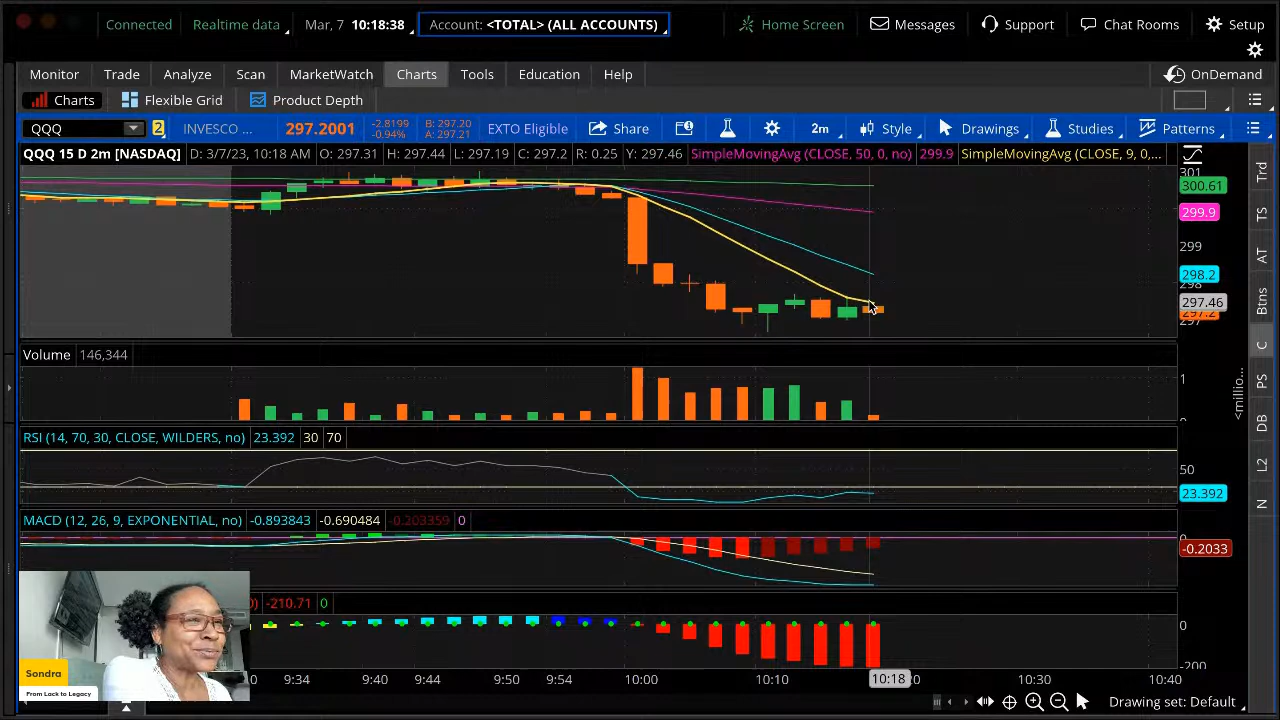 Connected Realtime data Mar, 7 10:18:38 Account: <TOTAL> (ALL ACCOUNTS) Home Screen Messages Support Chat Rooms Setup
Monitor Trade Analyze Scan MarketWatch Charts Tools Education Help OnDemand
Charts Flexible Grid Product Depth
QQQ 2 INVESCO ... 297.2001 -2.8199 -0.94% B: 297.20 A: 297.21 EXTO Eligible Share 2m Style Drawings Studies Patterns
QQQ 15 D 2m [NASDAQ] D: 3/7/23, 10:18 AM O: 297.31 H: 297.44 L: 297.19 C: 297.2 R: 0.25 Y: 297.46 SimpleMovingAvg (CLOSE, 50, 0, no) 299.9 SimpleMovingAvg (CLOSE, 9, 0,...
301
300.61
299.9
299
298.2
298
297.46
297.2
297
Trd
TS
AT
Btns
C
PS
DB
L2
N
Volume 146,344
1
<millio...
RSI (14, 70, 30, CLOSE, WILDERS, no) 23.392 30 70
50
23.392
MACD (12, 26, 9, EXPONENTIAL, no) -0.893843 -0.690484 -0.203359 0
0
-0.2033
) -210.71 0
0
-200
9:34 9:40 9:44 9:50 9:54 10:00 10:10 10:18 10:30 10:40
Sondra
From Lack to Legacy
Drawing set: Default